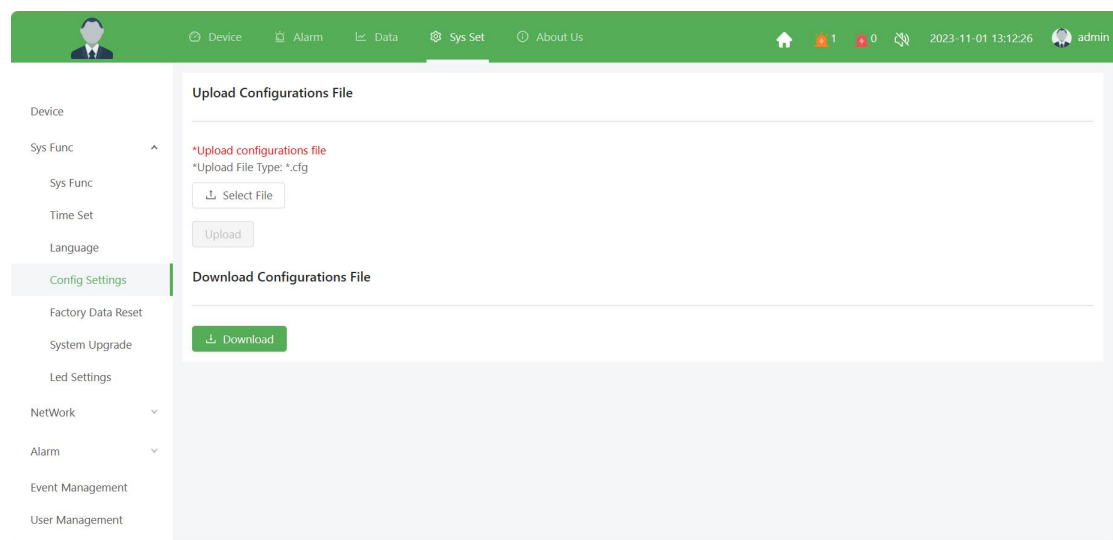 Device Alarm Data Sys Set About Us 1 0 2023-11-01 13:12:26 admin
Device
Sys Func
Sys Func
Time Set
Language
Config Settings
Factory Data Reset
System Upgrade
Led Settings
NetWork
Alarm
Event Management
User Management
Upload Configurations File
*Upload configurations file
*Upload File Type: *.cfg
Select File
Upload
Download Configurations File
Download